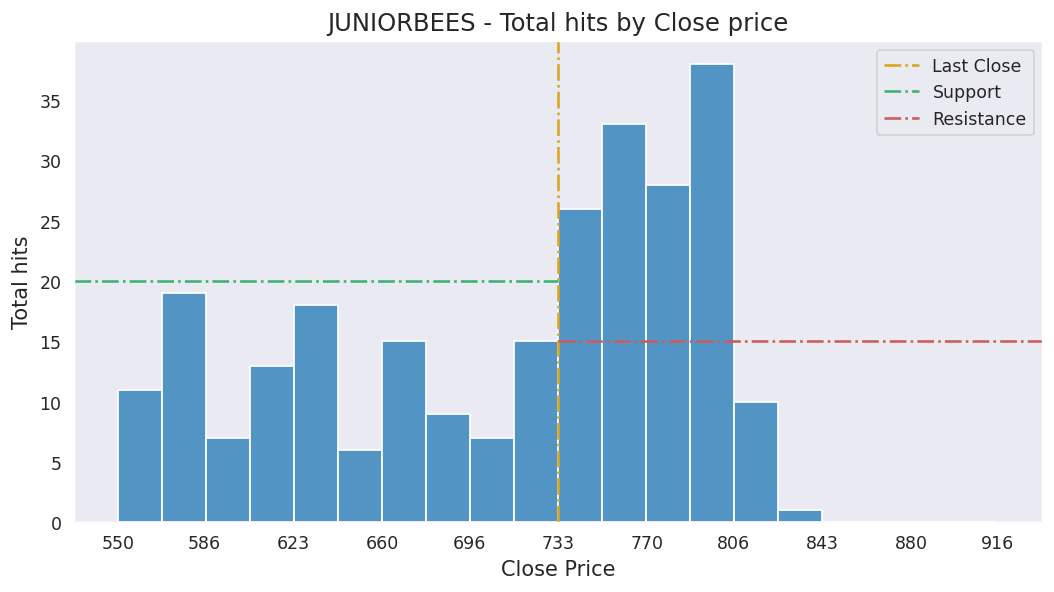 JUNIORBEES - Total hits by Close price
Last Close
Support
Resistance
Total hits
35
30
25
20
15
10
5
0
550 586 623 660 696 733 770 806 843 880 916
Close Price